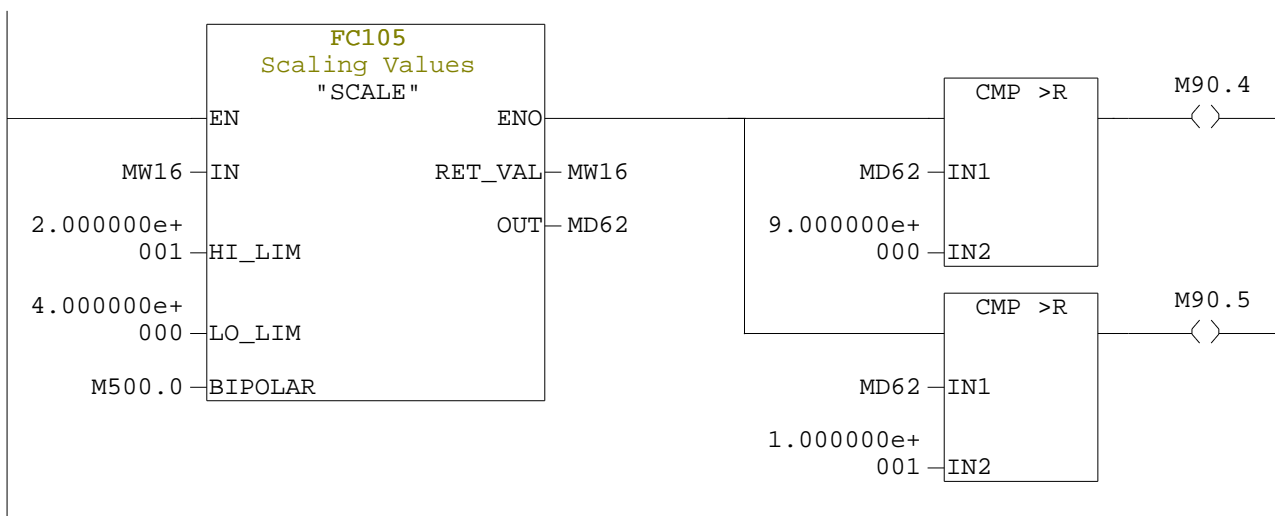 FC105
Scaling Values
"SCALE"
EN
ENO
MW16
IN
RET_VAL
MW16
2.000000e+
001
HI_LIM
OUT
MD62
4.000000e+
000
LO_LIM
M500.0
BIPOLAR
CMP >R
M90.4
MD62
IN1
9.000000e+
000
IN2
CMP >R
M90.5
MD62
IN1
1.000000e+
001
IN2